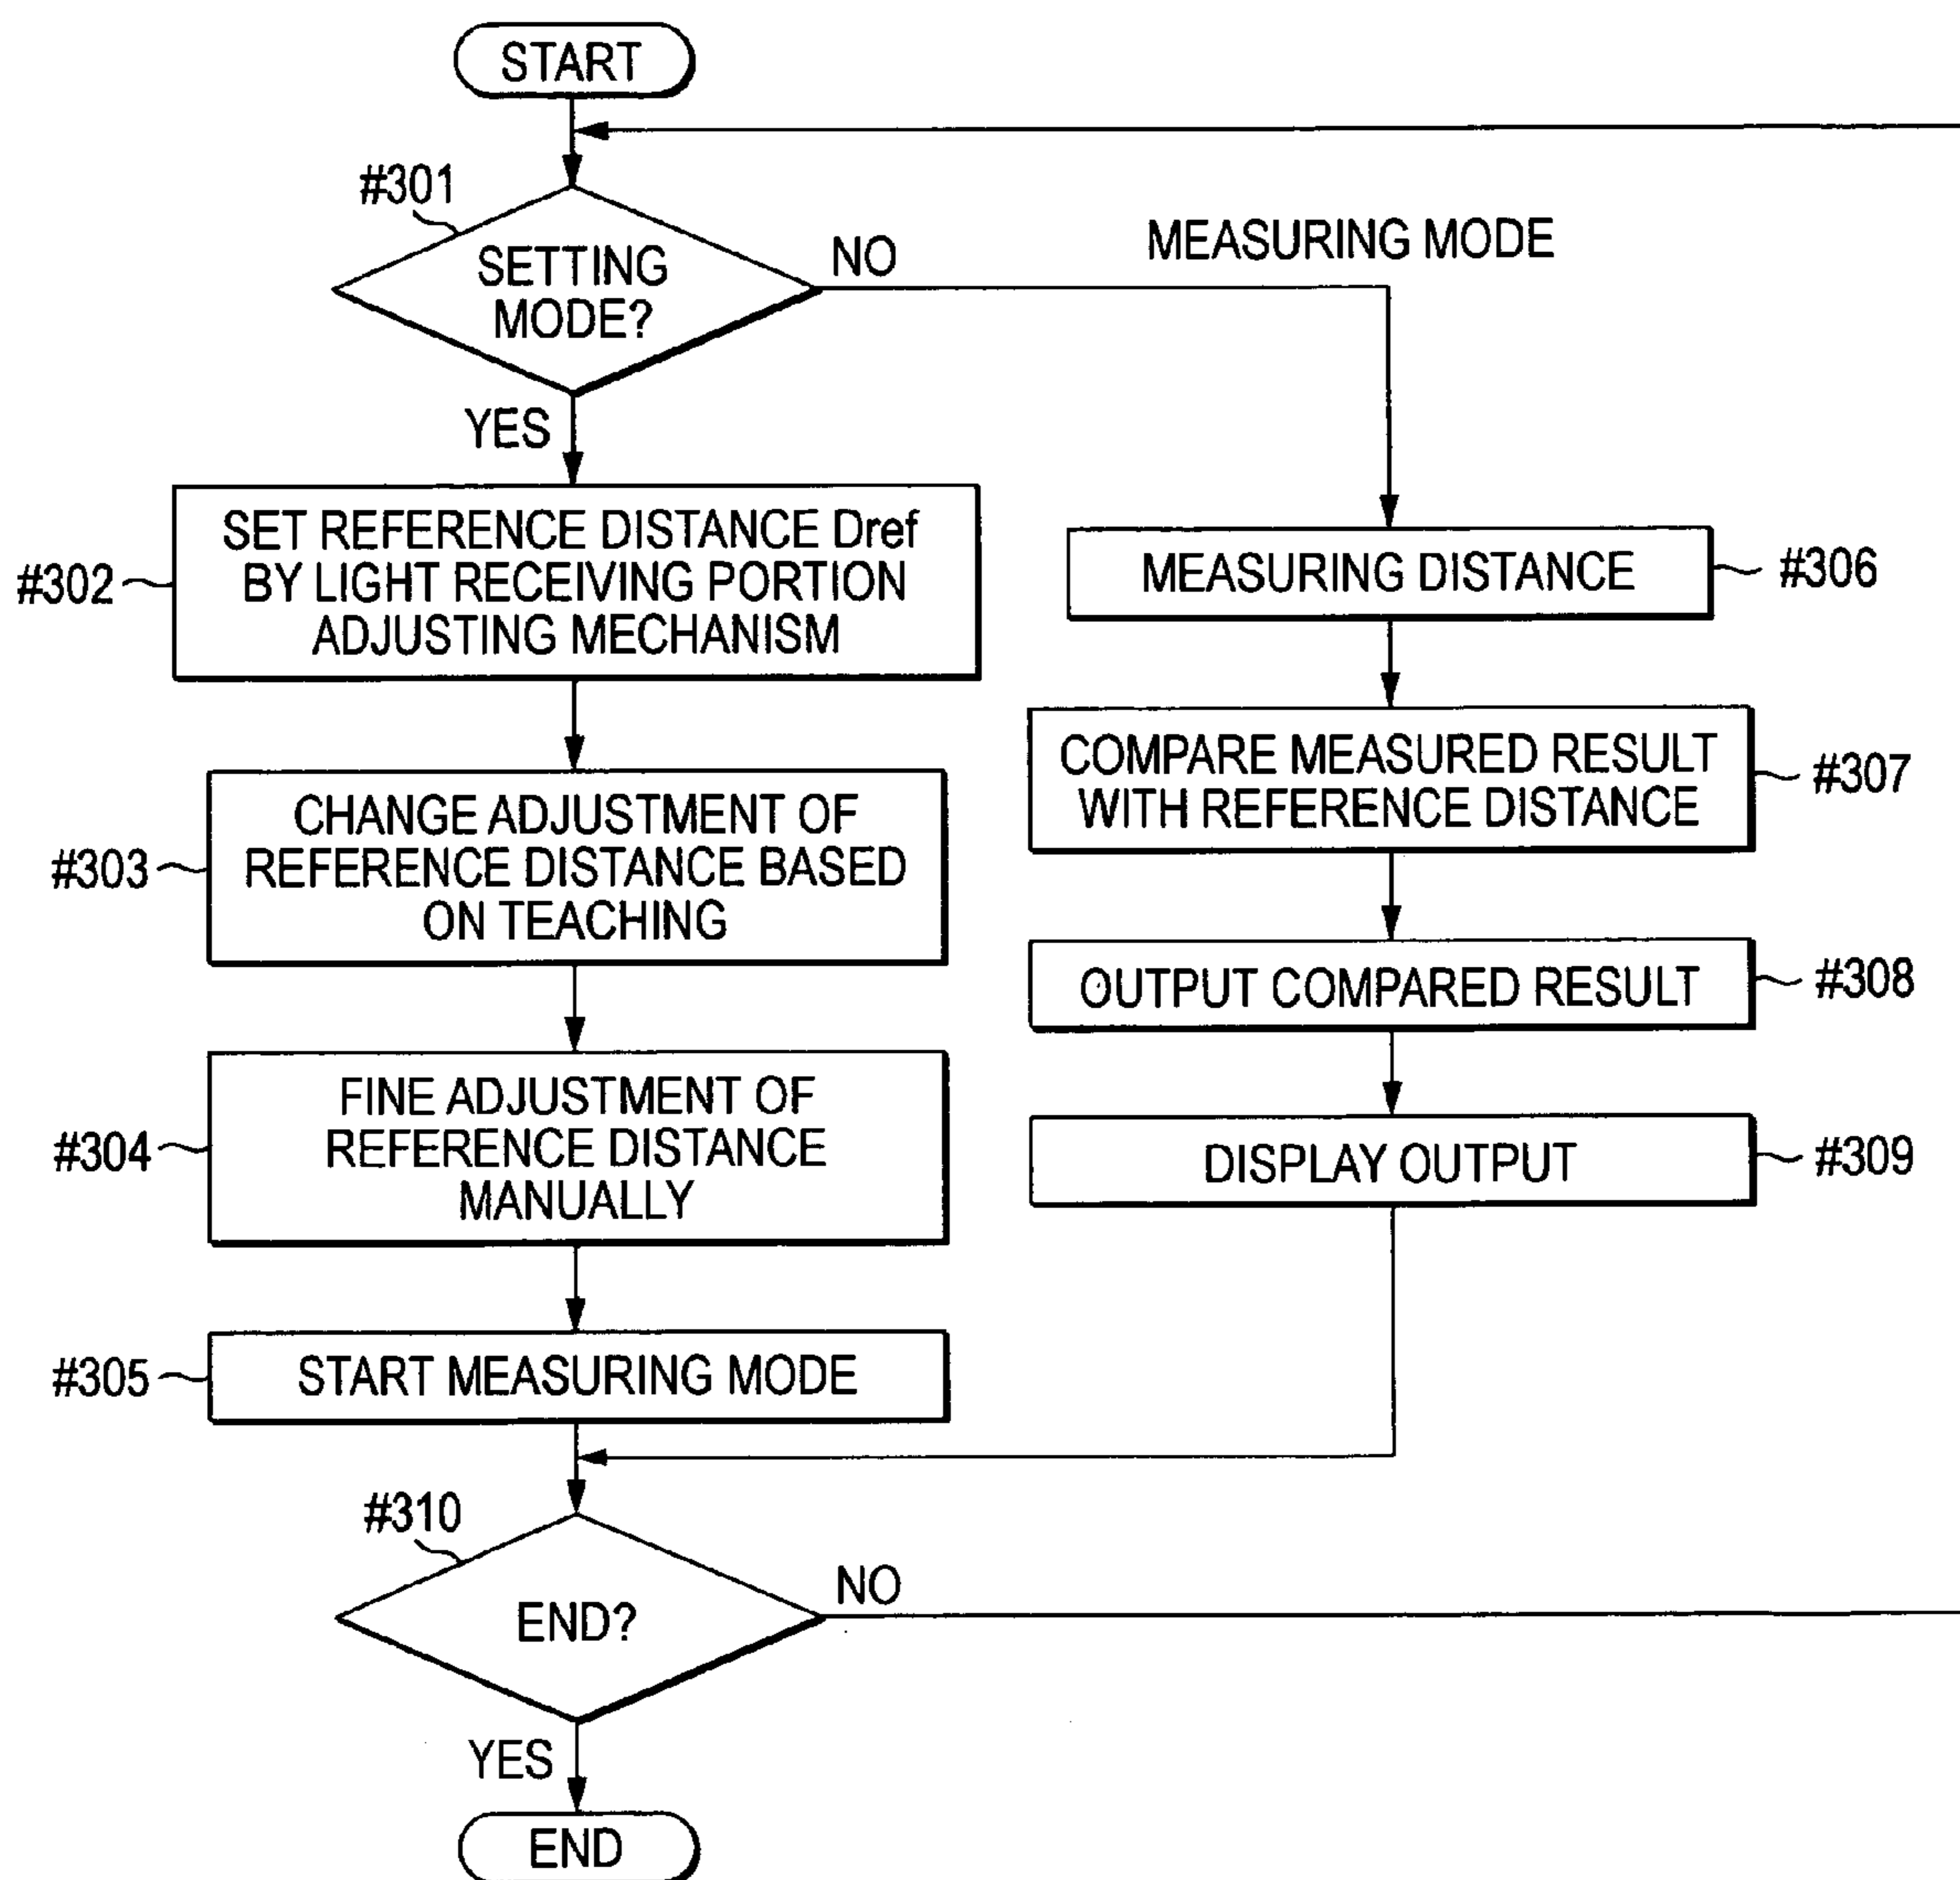 START
#301
SETTING
MODE?
NO
MEASURING MODE
YES
#302
SET REFERENCE DISTANCE Dref
BY LIGHT RECEIVING PORTION
ADJUSTING MECHANISM
#303
CHANGE ADJUSTMENT OF
REFERENCE DISTANCE BASED
ON TEACHING
#304
FINE ADJUSTMENT OF
REFERENCE DISTANCE
MANUALLY
#305
START MEASURING MODE
MEASURING DISTANCE
#306
COMPARE MEASURED RESULT
WITH REFERENCE DISTANCE
#307
OUTPUT COMPARED RESULT
#308
DISPLAY OUTPUT
#309
#310
END?
NO
YES
END